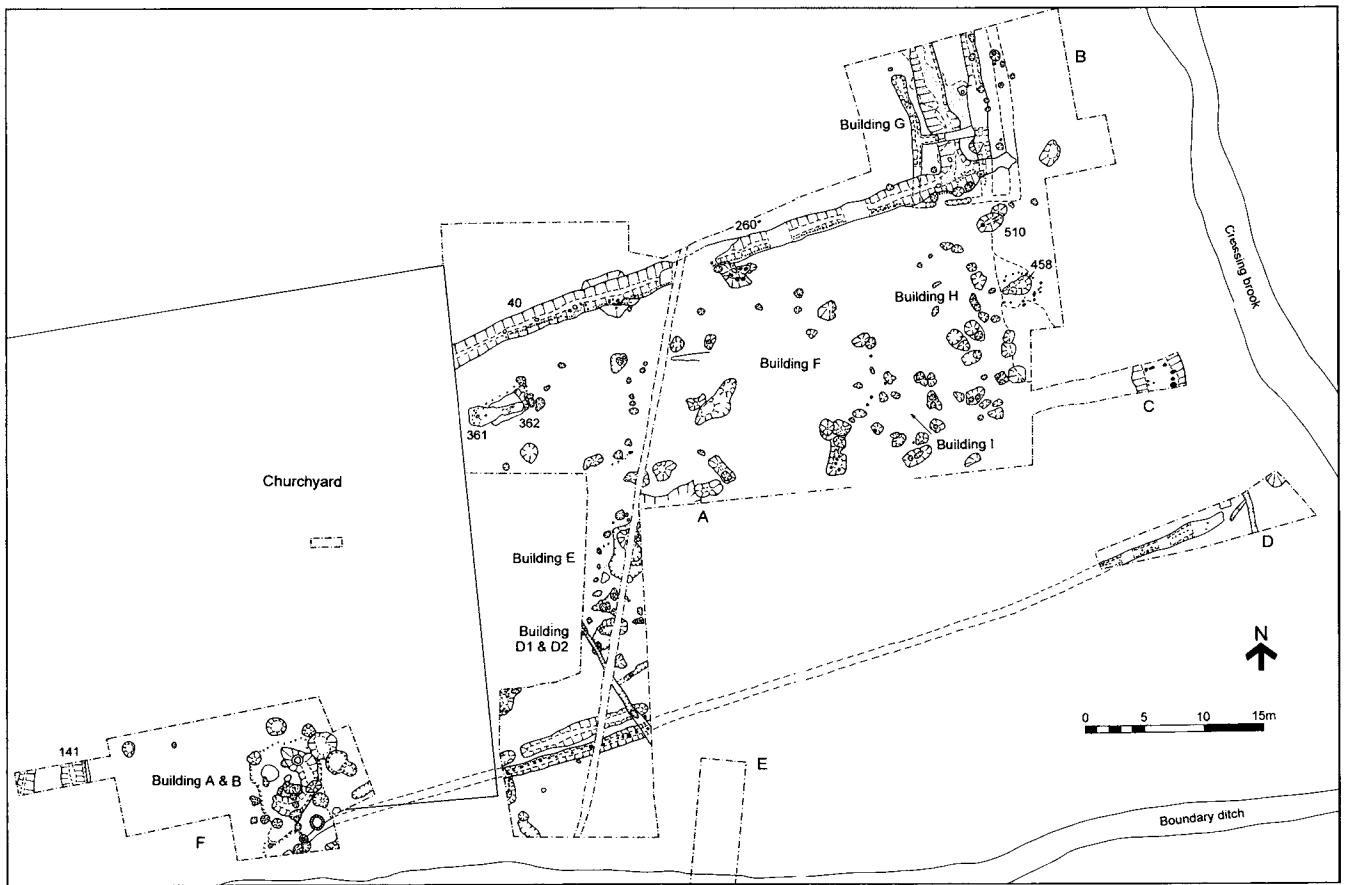 B
Building G
Cressing brook
260*
510
458
40
Building H
Building F
361
362
C
Building I
Churchyard
A
Building E
D
Building
D1 & D2
N
0 5 10 15m
141
Building A & B
E
F
Boundary ditch